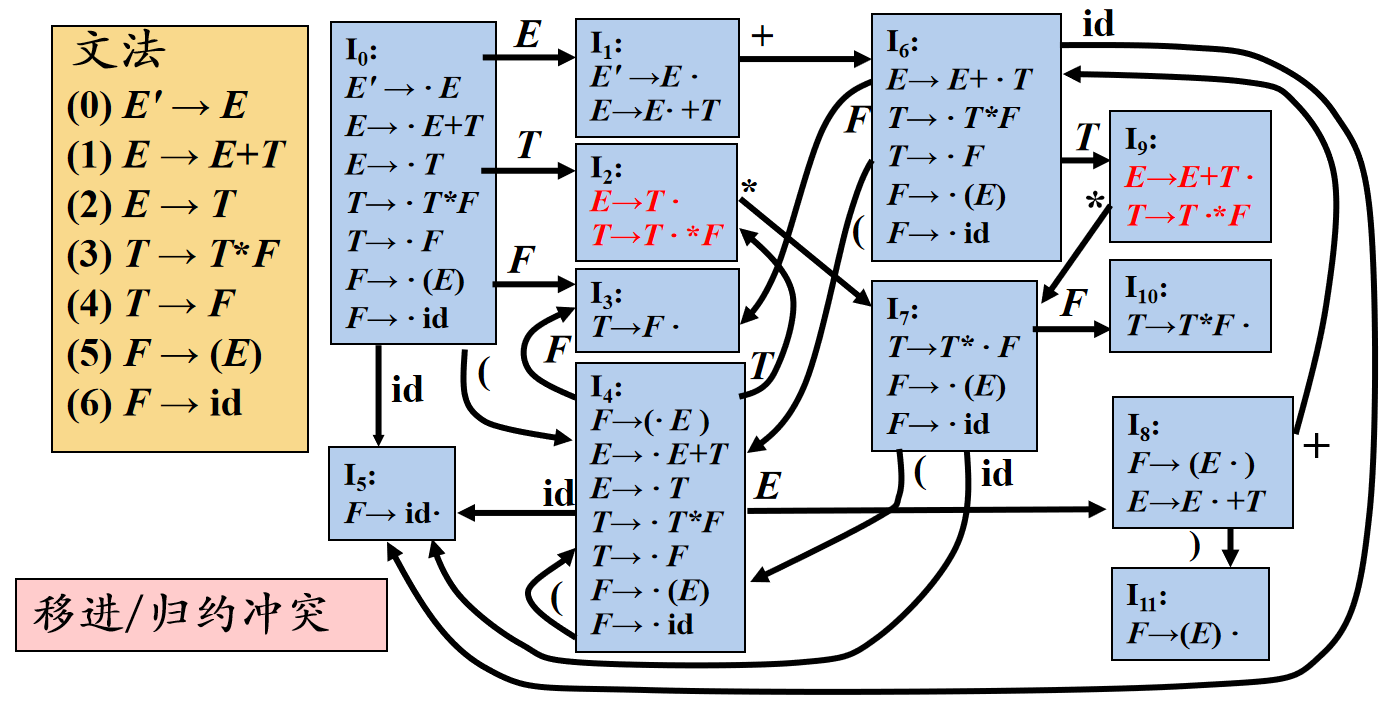 文法
(0) E' → E
(1) E → E+T
(2) E → T
(3) T → T*F
(4) T → F
(5) F → (E)
(6) F → id
移进/归约冲突
I0:
E' → · E
E→ · E+T
E→ · T
T→ · T*F
T→ · F
F→ · (E)
F→ · id
E
T
F
id
(
I5:
F→ id·
I1:
E' →E ·
E→E· +T
+
I2:
E→T ·
T→T · *F
*
I3:
T→F ·
F
T
I4:
F→(· E )
E→ · E+T
E→ · T
T→ · T*F
T→ · F
F→ · (E)
F→ · id
id
(
E
I6:
E→ E+ · T
T→ · T*F
T→ · F
F→ · (E)
F→ · id
F
(
id
T
I7:
T→T* · F
F→ · (E)
F→ · id
(
id
F
I9:
E→E+T ·
T→T ·*F
*
I10:
T→T*F ·
I8:
F→ (E · )
E→E · +T
+
)
I11:
F→(E) ·